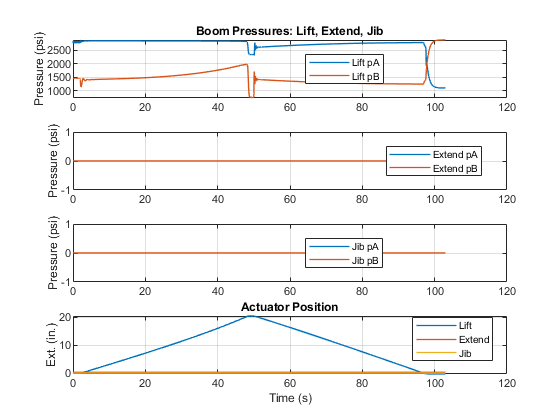 Boom Pressures: Lift, Extend, Jib
Pressure (psi)
2500
2000
1500
1000
Lift pA
Lift pB
0 20 40 60 80 100 120
Pressure (psi)
1
0
-1
Extend pA
Extend pB
0 20 40 60 80 100 120
Pressure (psi)
1
0
-1
Jib pA
Jib pB
0 20 40 60 80 100 120
Actuator Position
Ext. (in.)
20
10
0
Lift
Extend
Jib
0 20 40 60 80 100 120
Time (s)